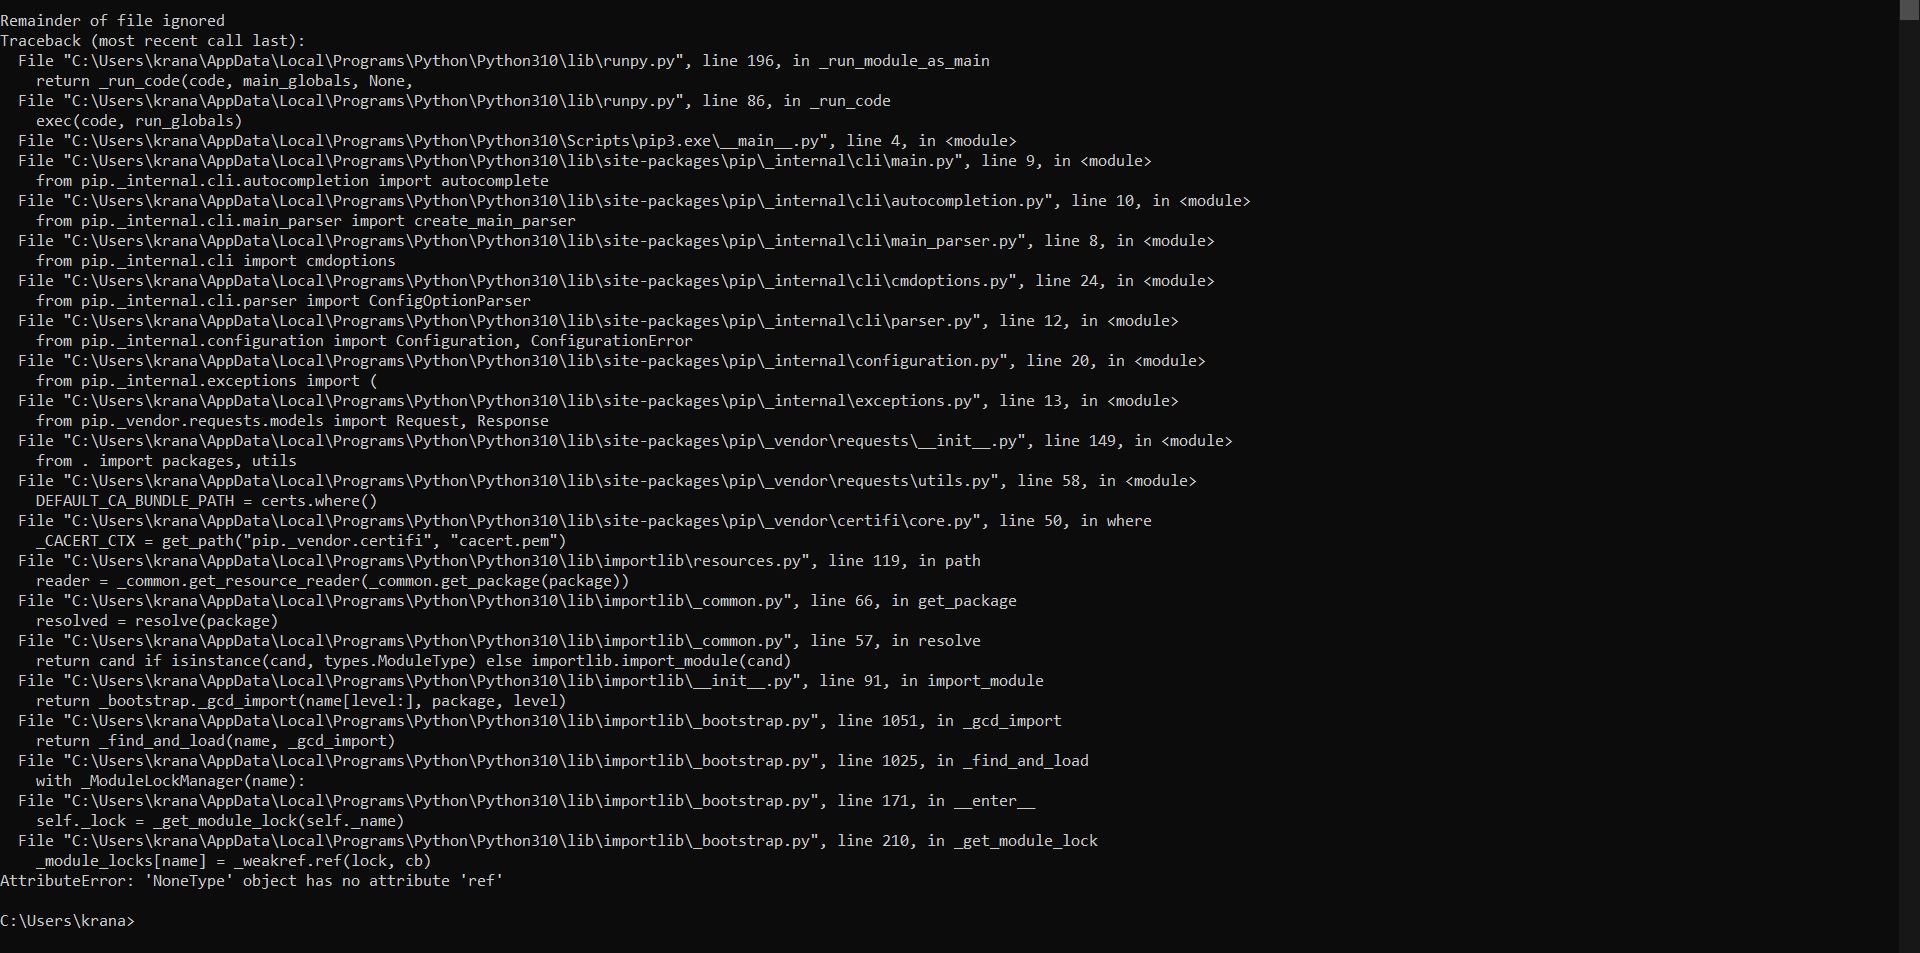 Remainder of file ignored
Traceback (most recent call last):
  File "C:\Users\krana\AppData\Local\Programs\Python\Python310\lib\runpy.py", line 196, in _run_module_as_main
    return _run_code(code, main_globals, None,
  File "C:\Users\krana\AppData\Local\Programs\Python\Python310\lib\runpy.py", line 86, in _run_code
    exec(code, run_globals)
  File "C:\Users\krana\AppData\Local\Programs\Python\Python310\Scripts\pip3.exe\__main__.py", line 4, in <module>
  File "C:\Users\krana\AppData\Local\Programs\Python\Python310\lib\site-packages\pip\_internal\cli\main.py", line 9, in <module>
    from pip._internal.cli.autocompletion import autocomplete
  File "C:\Users\krana\AppData\Local\Programs\Python\Python310\lib\site-packages\pip\_internal\cli\autocompletion.py", line 10, in <module>
    from pip._internal.cli.main_parser import create_main_parser
  File "C:\Users\krana\AppData\Local\Programs\Python\Python310\lib\site-packages\pip\_internal\cli\main_parser.py", line 8, in <module>
    from pip._internal.cli import cmdoptions
  File "C:\Users\krana\AppData\Local\Programs\Python\Python310\lib\site-packages\pip\_internal\cli\cmdoptions.py", line 24, in <module>
    from pip._internal.cli.parser import ConfigOptionParser
  File "C:\Users\krana\AppData\Local\Programs\Python\Python310\lib\site-packages\pip\_internal\cli\parser.py", line 12, in <module>
    from pip._internal.configuration import Configuration, ConfigurationError
  File "C:\Users\krana\AppData\Local\Programs\Python\Python310\lib\site-packages\pip\_internal\configuration.py", line 20, in <module>
    from pip._internal.exceptions import (
  File "C:\Users\krana\AppData\Local\Programs\Python\Python310\lib\site-packages\pip\_internal\exceptions.py", line 13, in <module>
    from pip._vendor.requests.models import Request, Response
  File "C:\Users\krana\AppData\Local\Programs\Python\Python310\lib\site-packages\pip\_vendor\requests\__init__.py", line 149, in <module>
    from . import packages, utils
  File "C:\Users\krana\AppData\Local\Programs\Python\Python310\lib\site-packages\pip\_vendor\requests\utils.py", line 58, in <module>
    DEFAULT_CA_BUNDLE_PATH = certs.where()
  File "C:\Users\krana\AppData\Local\Programs\Python\Python310\lib\site-packages\pip\_vendor\certifi\core.py", line 50, in where
    _CACERT_CTX = get_path("pip._vendor.certifi", "cacert.pem")
  File "C:\Users\krana\AppData\Local\Programs\Python\Python310\lib\importlib\resources.py", line 119, in path
    reader = _common.get_resource_reader(_common.get_package(package))
  File "C:\Users\krana\AppData\Local\Programs\Python\Python310\lib\importlib\_common.py", line 66, in get_package
    resolved = resolve(package)
  File "C:\Users\krana\AppData\Local\Programs\Python\Python310\lib\importlib\_common.py", line 57, in resolve
    return cand if isinstance(cand, types.ModuleType) else importlib.import_module(cand)
  File "C:\Users\krana\AppData\Local\Programs\Python\Python310\lib\importlib\__init__.py", line 91, in import_module
    return _bootstrap._gcd_import(name[level:], package, level)
  File "C:\Users\krana\AppData\Local\Programs\Python\Python310\lib\importlib\_bootstrap.py", line 1051, in _gcd_import
    return _find_and_load(name, _gcd_import)
  File "C:\Users\krana\AppData\Local\Programs\Python\Python310\lib\importlib\_bootstrap.py", line 1025, in _find_and_load
    with _ModuleLockManager(name):
  File "C:\Users\krana\AppData\Local\Programs\Python\Python310\lib\importlib\_bootstrap.py", line 171, in __enter__
    self._lock = _get_module_lock(self._name)
  File "C:\Users\krana\AppData\Local\Programs\Python\Python310\lib\importlib\_bootstrap.py", line 210, in _get_module_lock
    _module_locks[name] = _weakref.ref(lock, cb)
AttributeError: 'NoneType' object has no attribute 'ref'
C:\Users\krana>